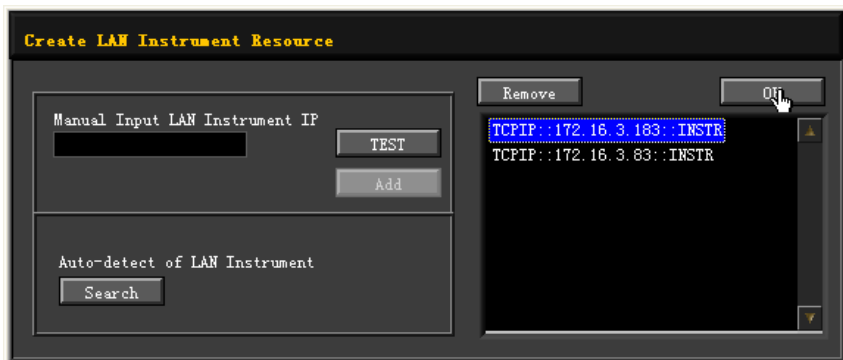 Create LAN Instrument Resource
Manual Input LAN Instrument IP
TEST
Add
Auto-detect of LAN Instrument
Search
Remove
TCPIP::172.16.3.183::INSTR
TCPIP::172.16.3.83::INSTR